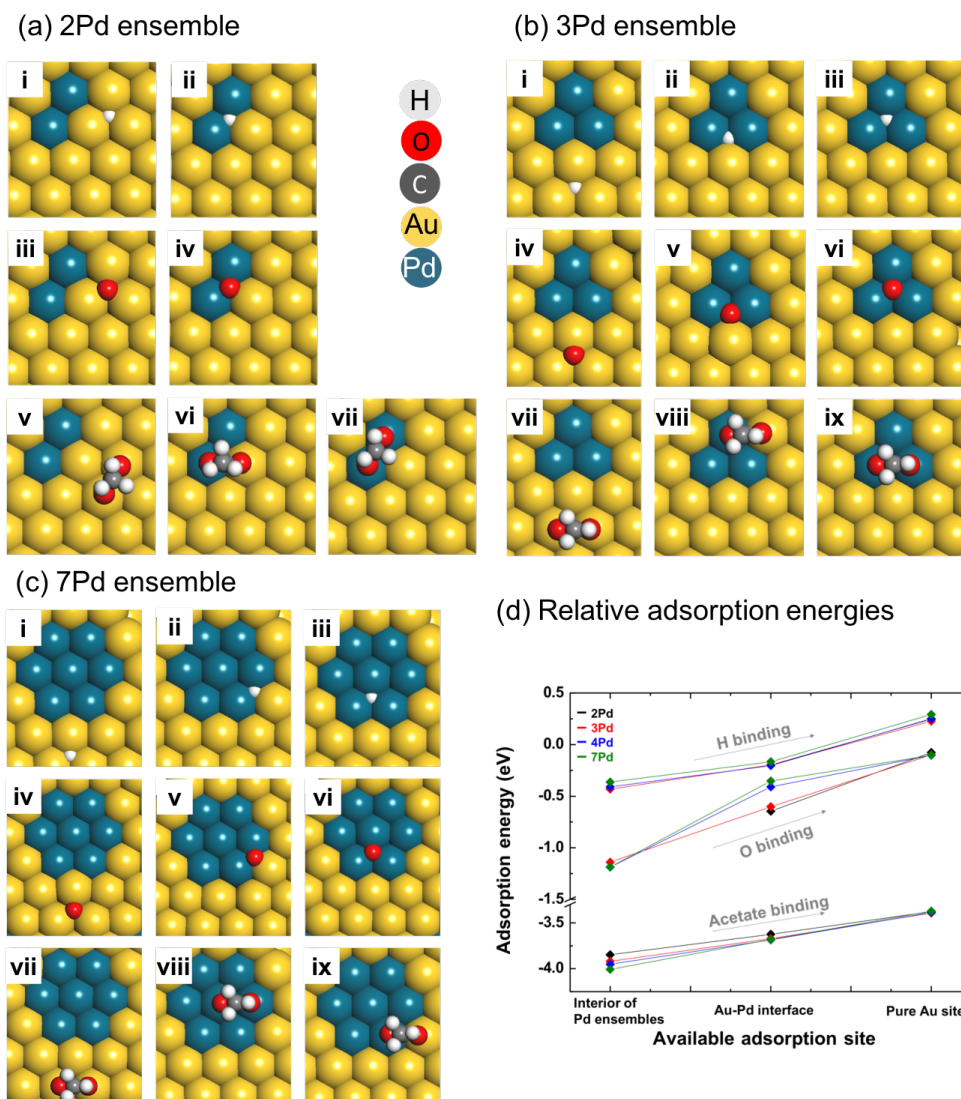 (a) 2Pd ensemble
i
ii
iii
iv
v
vi
vii
H
O
C
Au
Pd
(b) 3Pd ensemble
i
ii
iii
iv
v
vi
vii
viii
ix
(c) 7Pd ensemble
i
ii
iii
iv
v
vi
vii
viii
ix
(d) Relative adsorption energies
Adsorption energy (eV)
0.5
0.0
-0.5
-1.0
-1.5
-3.5
-4.0
2Pd
3Pd
4Pd
7Pd
H binding
O binding
Acetate binding
Interior of
Pd ensembles
Au-Pd interface
Pure Au site
Available adsorption site